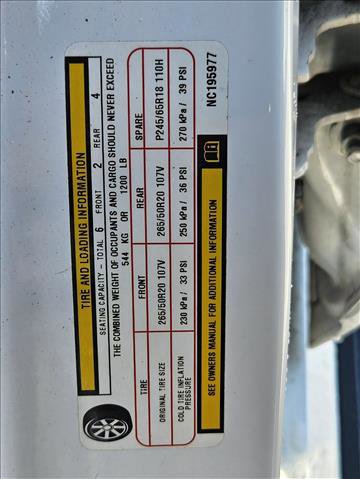 TIRE AND LOADING INFORMATION
SEATING CAPACITY - TOTAL 6 FRONT 2 REAR 4
THE COMBINED WEIGHT OF OCCUPANTS AND CARGO SHOULD NEVER EXCEED
544 KG OR 1200 LB
TIRE FRONT REAR SPARE
ORIGINAL TIRE SIZE 265/50R20 107V 265/50R20 107V P245/65R18 110H
COLD TIRE INFLATION PRESSURE 230 kPa / 33 PSI 250 kPa / 36 PSI 270 kPa / 39 PSI
SEE OWNERS MANUAL FOR ADDITIONAL INFORMATION
NC195977